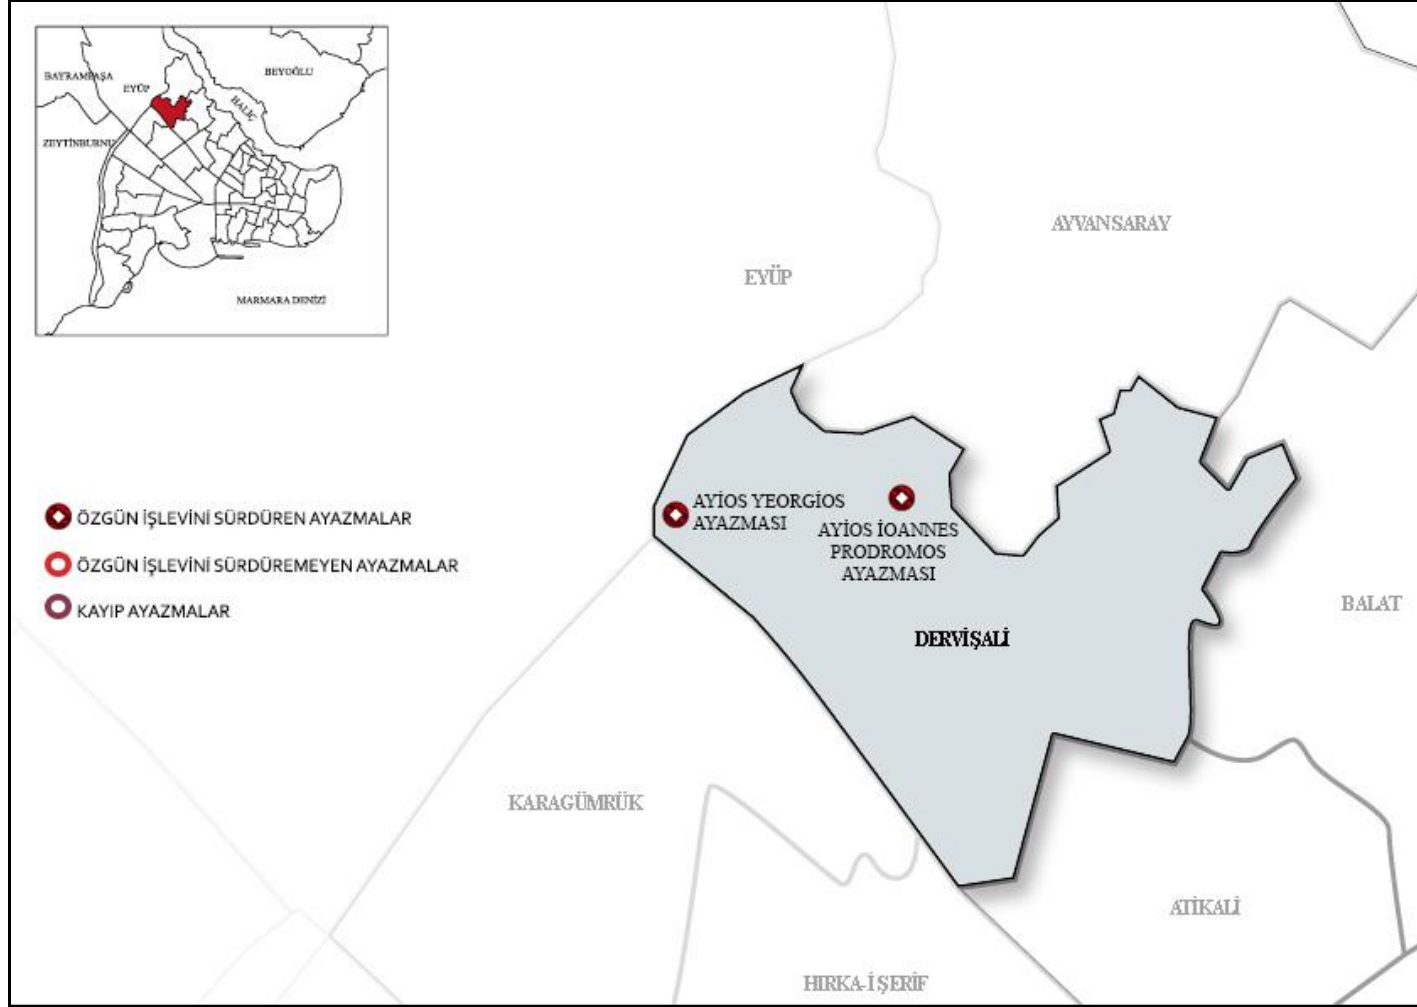 BAYRAMPAŞA
EYÜP
BEYOĞLU
HALİÇ
ZEYTİNBURNU
MARMARA DENİZİ
AYVANSARAY
EYÜP
ÖZGÜN İŞLEVİNİ SÜRDÜREN AYAZMALAR
ÖZGÜN İŞLEVİNİ SÜRDÜREMEYEN AYAZMALAR
KAYIP AYAZMALAR
AYİOS YEORGİOS
AYAZMASI
AYİOS İOANNES
PRODROMOS
AYAZMASI
BALAT
DERVİŞALİ
KARAGÜMRÜK
ATİKALİ
HIRKA-İ ŞERİF